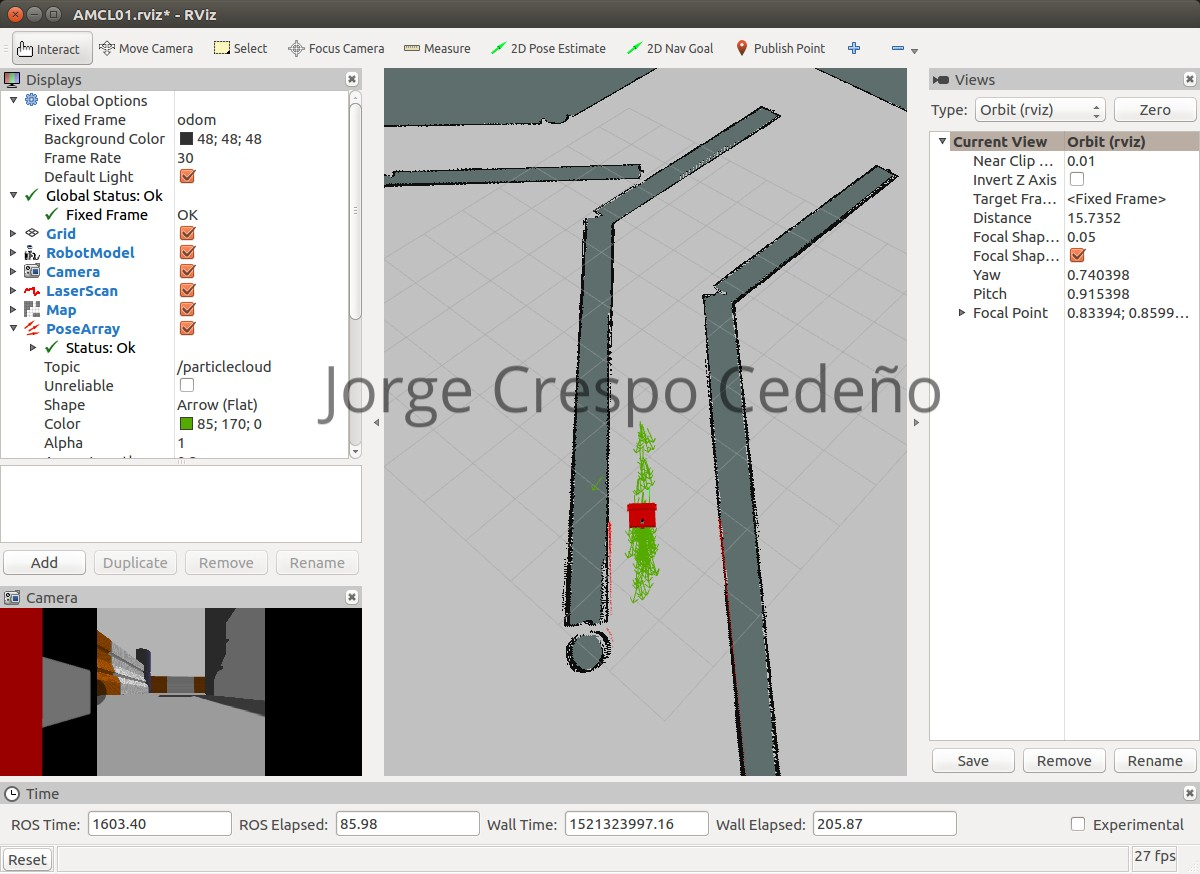 AMCL01.rviz* - RViz
Interact Move Camera Select Focus Camera Measure 2D Pose Estimate 2D Nav Goal Publish Point
Displays
Global Options
Fixed Frame odom
Background Color 48; 48; 48
Frame Rate 30
Default Light
Global Status: Ok
Fixed Frame OK
Grid
RobotModel
Camera
LaserScan
Map
PoseArray
Status: Ok
Topic /particlecloud
Unreliable
Shape Arrow (Flat)
Color 85; 170; 0
Alpha 1
Add Duplicate Remove Rename
Camera
Jorge Crespo Cedeño
Views
Type: Orbit (rviz) Zero
Current View Orbit (rviz)
Near Clip ... 0.01
Invert Z Axis
Target Fra... <Fixed Frame>
Distance 15.7352
Focal Shap... 0.05
Focal Shap...
Yaw 0.740398
Pitch 0.915398
Focal Point 0.83394; 0.8599...
Save Remove Rename
Time
ROS Time: 1603.40 ROS Elapsed: 85.98 Wall Time: 1521323997.16 Wall Elapsed: 205.87 Experimental
Reset 27 fps